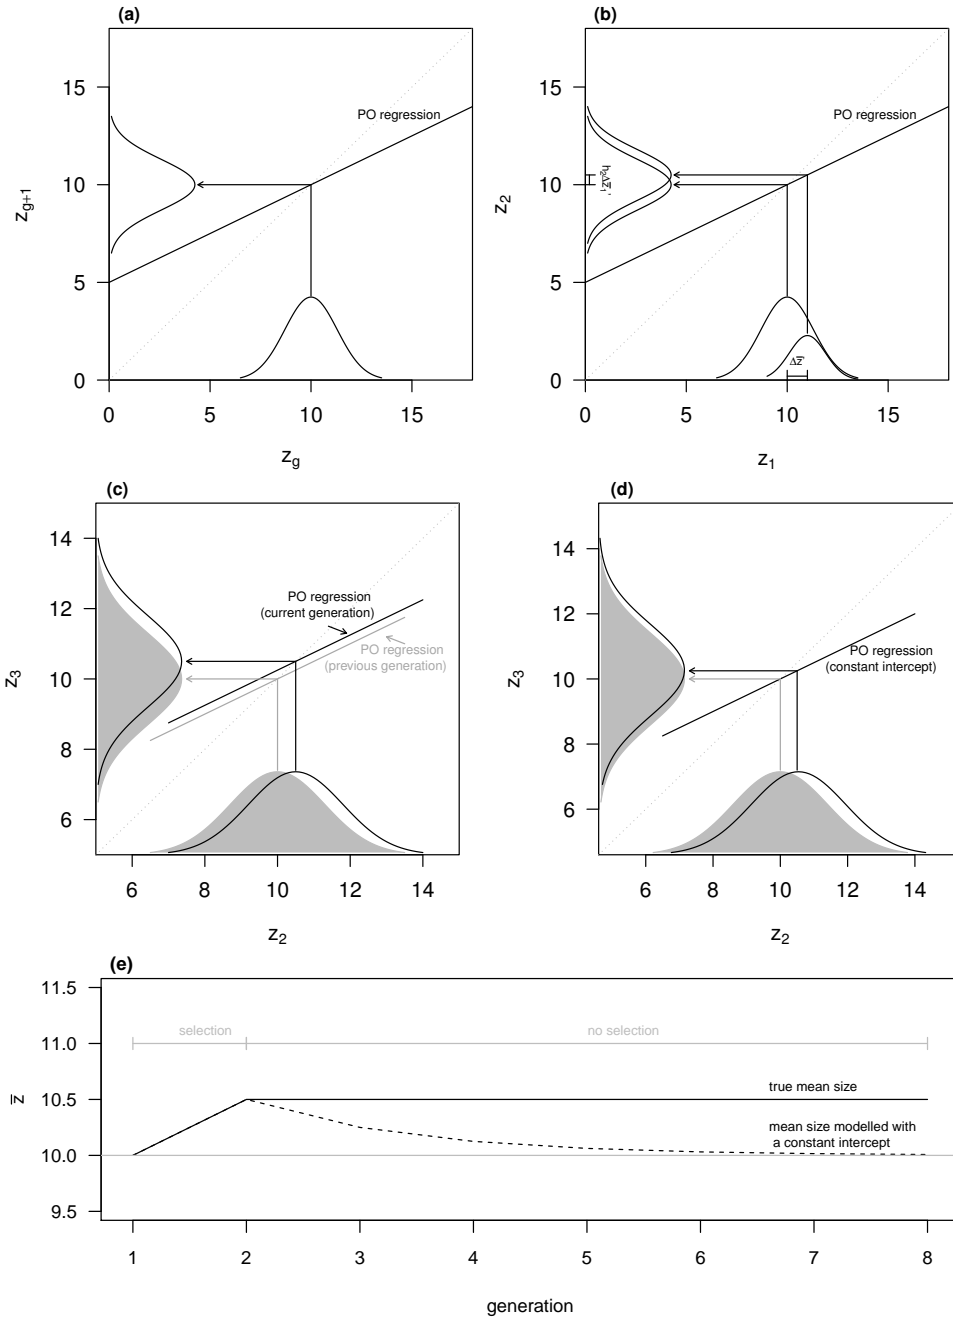 (a)
15
10
5
0
z_{g+1}
PO regression
0 5 10 15
z_g
(b)
15
10
5
0
z_2
h_2Δz̅_1'
PO regression
Δz̅'
0 5 10 15
z_1
(c)
14
12
10
8
6
z_3
PO regression
(current generation)
PO regression
(previous generation)
6 8 10 12 14
z_2
(d)
14
12
10
8
6
z_3
PO regression
(constant intercept)
6 8 10 12 14
z_2
(e)
11.5
11.0
10.5
10.0
9.5
z̅
selection
no selection
true mean size
mean size modelled with
a constant intercept
1 2 3 4 5 6 7 8
generation